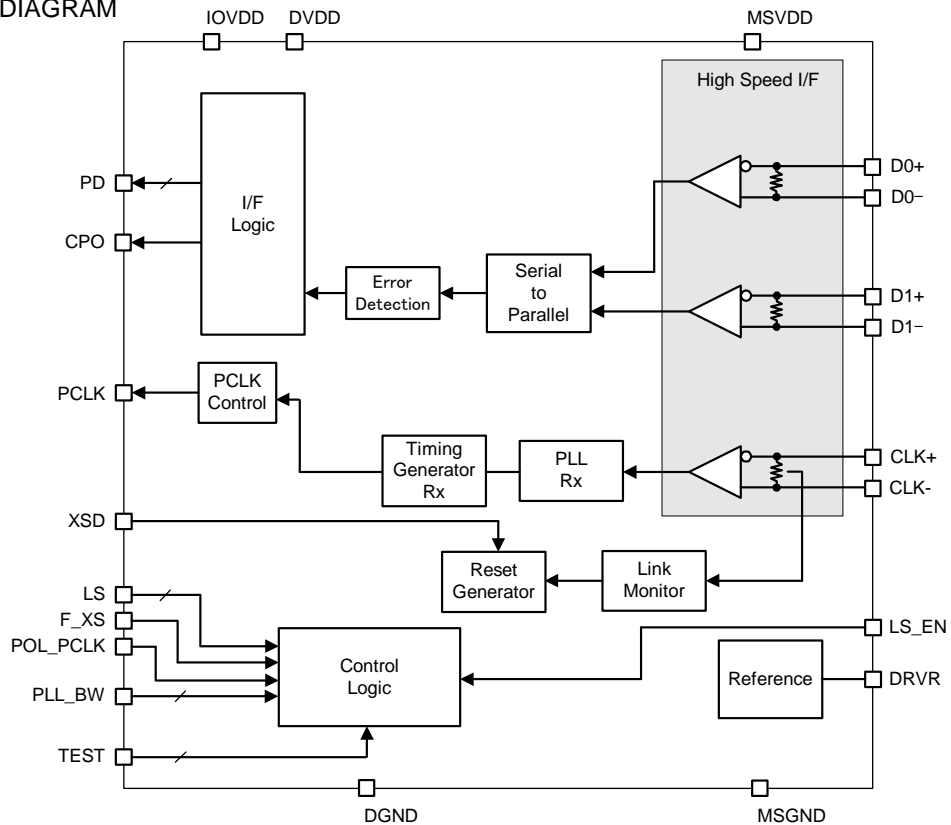 DIAGRAM
IOVDD
DVDD
MSVDD
High Speed I/F
D0+
D0−
PD
I/F
Logic
CPO
Serial
to
Parallel
Error
Detection
D1+
D1−
PCLK
PCLK
Control
Timing
Generator
Rx
PLL
Rx
CLK+
CLK-
XSD
Reset
Generator
Link
Monitor
LS
F_XS
POL_PCLK
PLL_BW
TEST
Control
Logic
LS_EN
Reference
DRVR
DGND
MSGND